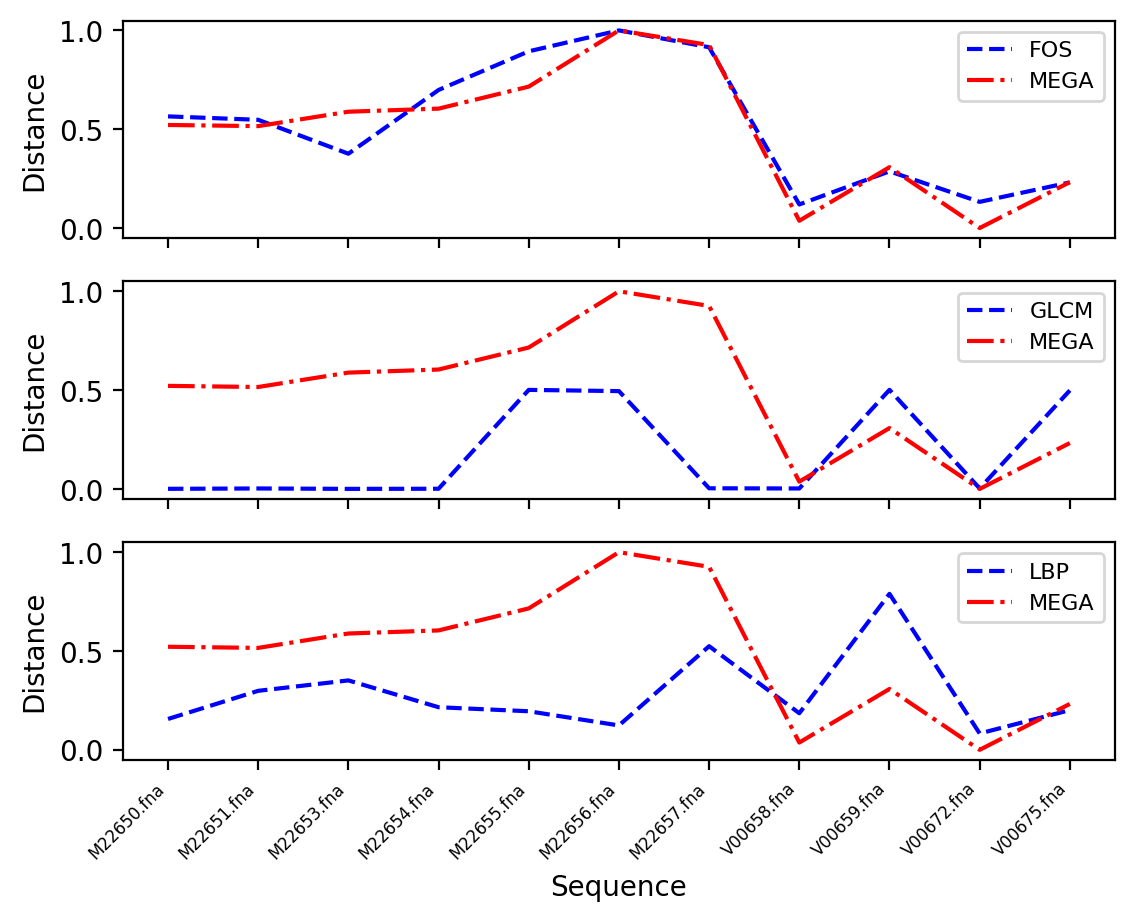 Distance
1.0
0.5
0.0
FOS
MEGA
Distance
1.0
0.5
0.0
GLCM
MEGA
Distance
1.0
0.5
0.0
LBP
MEGA
M22650.fna
M22651.fna
M22653.fna
M22654.fna
M22655.fna
M22656.fna
M22657.fna
V00658.fna
V00659.fna
V00672.fna
V00675.fna
Sequence